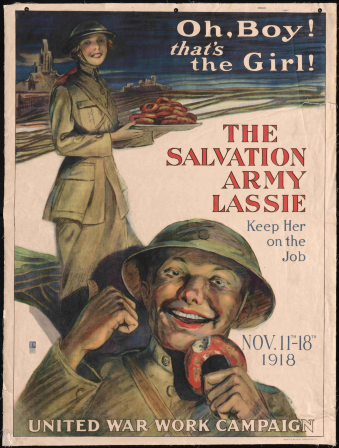 Oh, Boy!
that's
the Girl!
THE
SALVATION
ARMY
LASSIE
Keep Her
on the
Job
NOV. 11TH-18TH
1918
UNITED WAR WORK CAMPAIGN